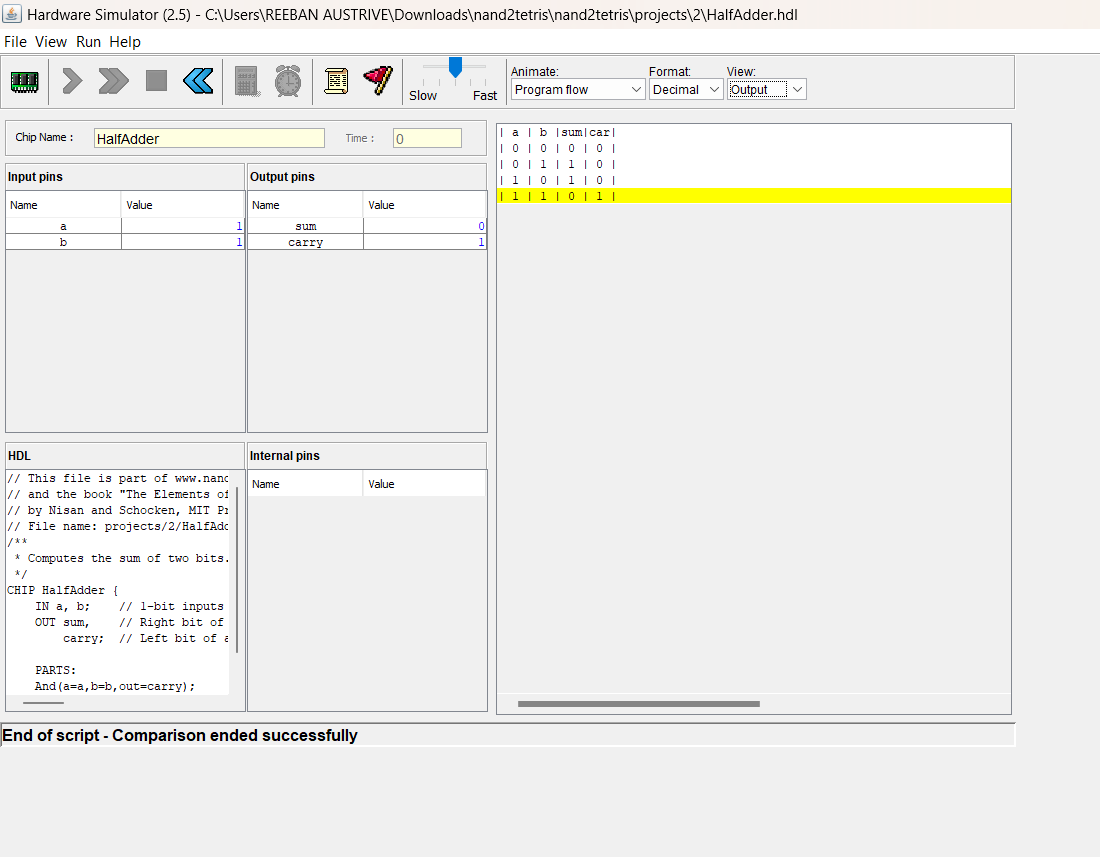 Hardware Simulator (2.5) - C:\Users\REEBAN AUSTRIVE\Downloads\nand2tetris\nand2tetris\projects\2\HalfAdder.hdl
File View Run Help
Slow Fast
Animate: Format: View:
Program flow Decimal Output
Chip Name : HalfAdder Time : 0
Input pins
Name Value
a 1
b 1
Output pins
Name Value
sum 0
carry 1
| a | b |sum|car|
| 0 | 0 | 0 | 0 |
| 0 | 1 | 1 | 0 |
| 1 | 0 | 1 | 0 |
| 1 | 1 | 0 | 1 |
HDL
// This file is part of www.nand
// and the book "The Elements of
// by Nisan and Schocken, MIT Pr
// File name: projects/2/HalfAdd
/**
* Computes the sum of two bits.
*/
CHIP HalfAdder {
IN a, b; // 1-bit inputs
OUT sum, // Right bit of
carry; // Left bit of a
PARTS:
And(a=a,b=b,out=carry);
Internal pins
Name Value
End of script - Comparison ended successfully